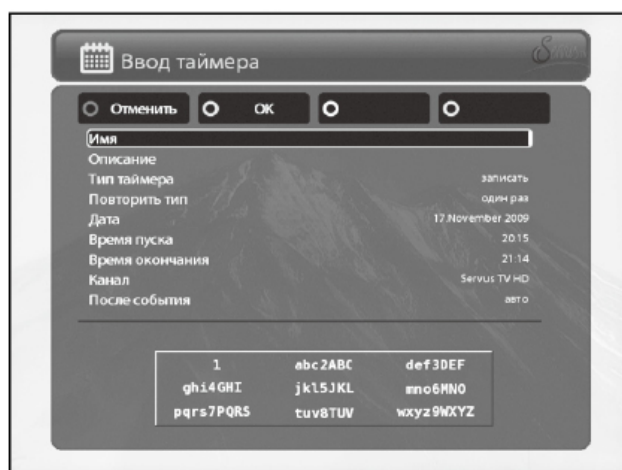 Ввод таймера
Отменить OK
Имя
Описание
Тип таймера записать
Повторить тип один раз
Дата 17.November 2009
Время пуска 20:15
Время окончания 21:14
Канал Servus TV HD
После события авто
1 abc2ABC def3DEF
ghi4GHI jkl5JKL mno6MNO
pqrs7PQRS tuv8TUV wxyz9WXYZ